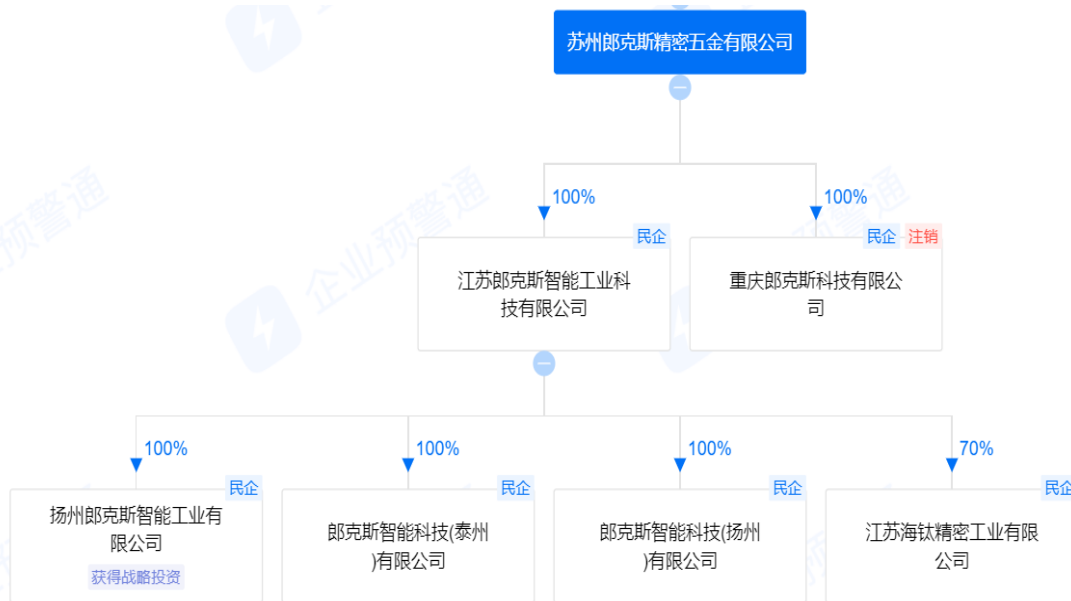 苏州郎克斯精密五金有限公司
100%
100%
民企
民企 注销
江苏郎克斯智能工业科
技有限公司
重庆郎克斯科技有限公
司
100%
100%
100%
70%
民企
民企
民企
民企
扬州郎克斯智能工业有
限公司
获得战略投资
郎克斯智能科技(泰州
)有限公司
郎克斯智能科技(扬州
)有限公司
江苏海钛精密工业有限
公司
企业预警通
预警通